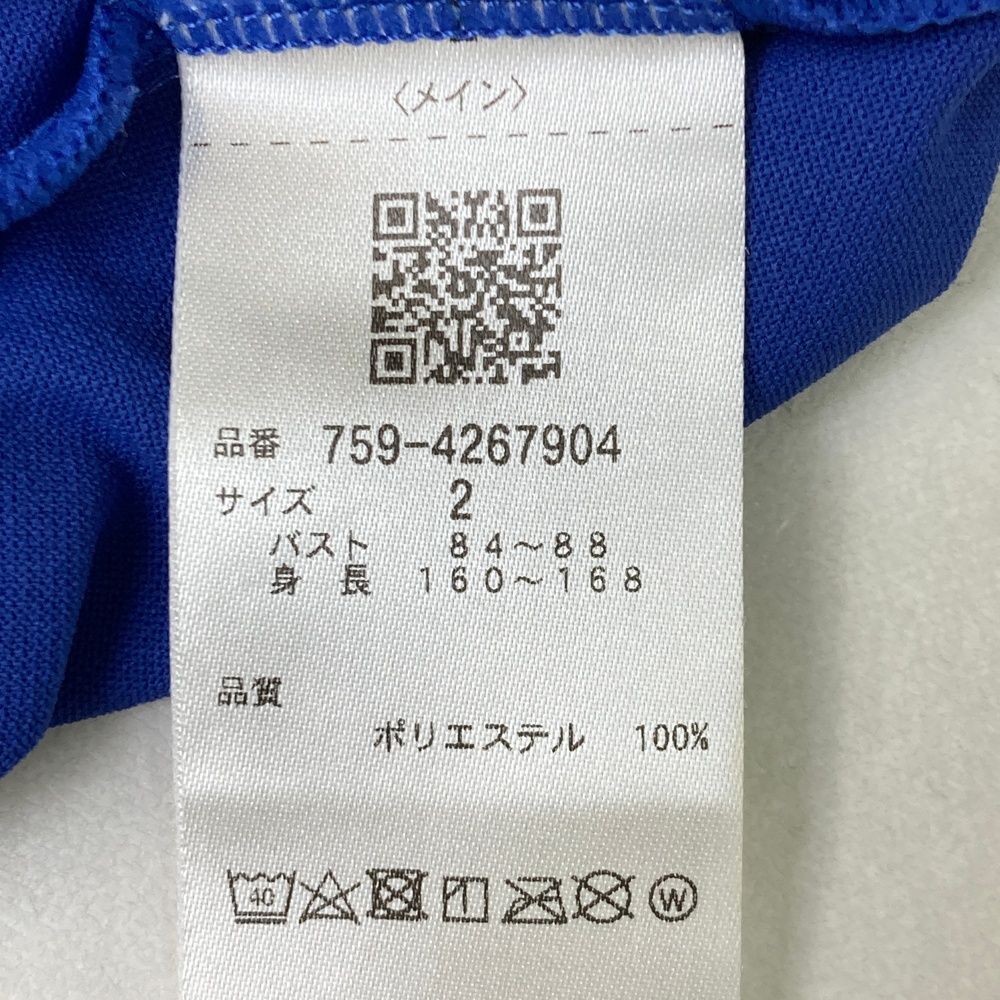 〈メイン〉
品番 759-4267904
サイズ 2
バスト 84～88
身長 160～168
品質
ポリエステル 100%
40 W